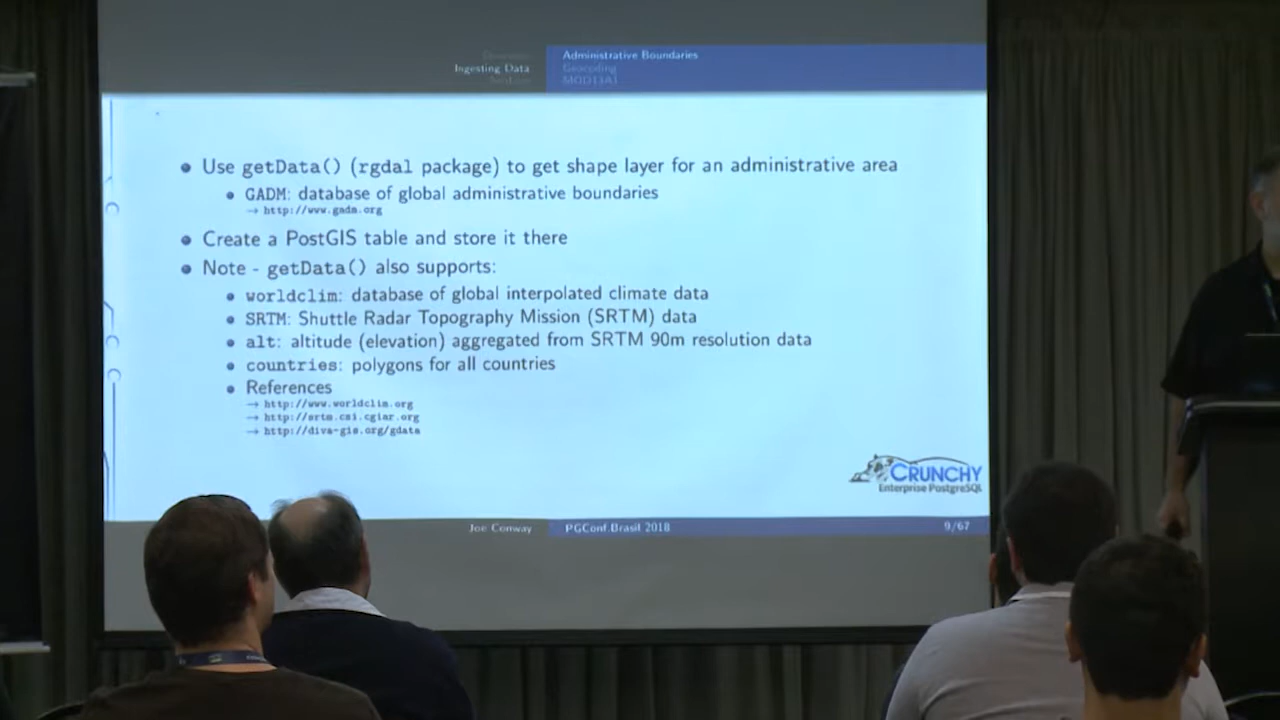 Administrative Boundaries
Ingesting Data
Geocoding
MOD13A1
• Use getData() (rgdal package) to get shape layer for an administrative area
• GADM: database of global administrative boundaries
→ http://www.gadm.org
• Create a PostGIS table and store it there
• Note - getData() also supports:
• worldclim: database of global interpolated climate data
• SRTM: Shuttle Radar Topography Mission (SRTM) data
• alt: altitude (elevation) aggregated from SRTM 90m resolution data
• countries: polygons for all countries
• References
→ http://www.worldclim.org
→ http://srtm.csi.cgiar.org
→ http://diva-gis.org/gdata
CRUNCHY
Enterprise PostgreSQL
Joe Conway PGConf.Brasil 2018 9/67